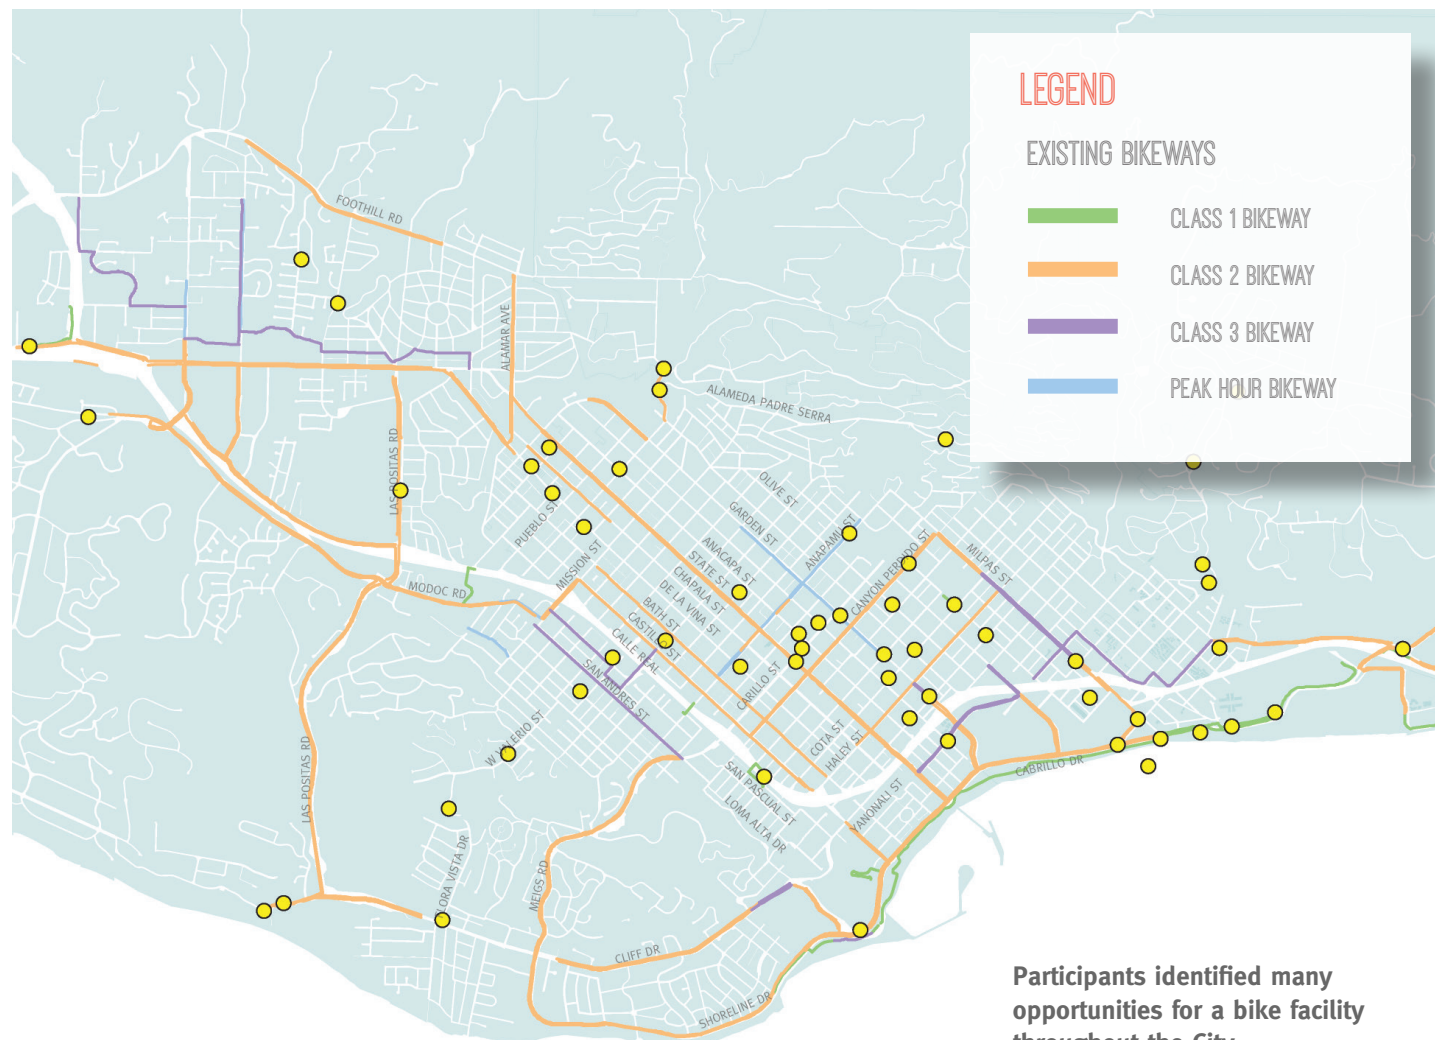 LEGEND
EXISTING BIKEWAYS
CLASS 1 BIKEWAY
CLASS 2 BIKEWAY
CLASS 3 BIKEWAY
PEAK HOUR BIKEWAY
FOOTHILL RD
ALAMAR AVE
ALAMEDA PADRE SERRA
LAS POSITAS RD
OLIVE ST
GARDEN ST
PUEBLO ST
ANAPAMU ST
ANACAPA ST
STATE ST
CANYON PERDIDO ST
MILPAS ST
MISSION ST
CHAPALA ST
DE LA VINA ST
MODOC RD
BATH ST
CASTILLO ST
CALLE REAL
SAN ANDRES ST
CARILLO ST
W VALERIO ST
COTA ST
HALEY ST
LAS POSITAS RD
SAN PASCUAL ST
LOMA ALTA DR
YANONALI ST
CABRILLO DR
FLORA VISTA DR
MEIGS RD
CLIFF DR
SHORELINE DR
Participants identified many
opportunities for a bike facility
throughout the City